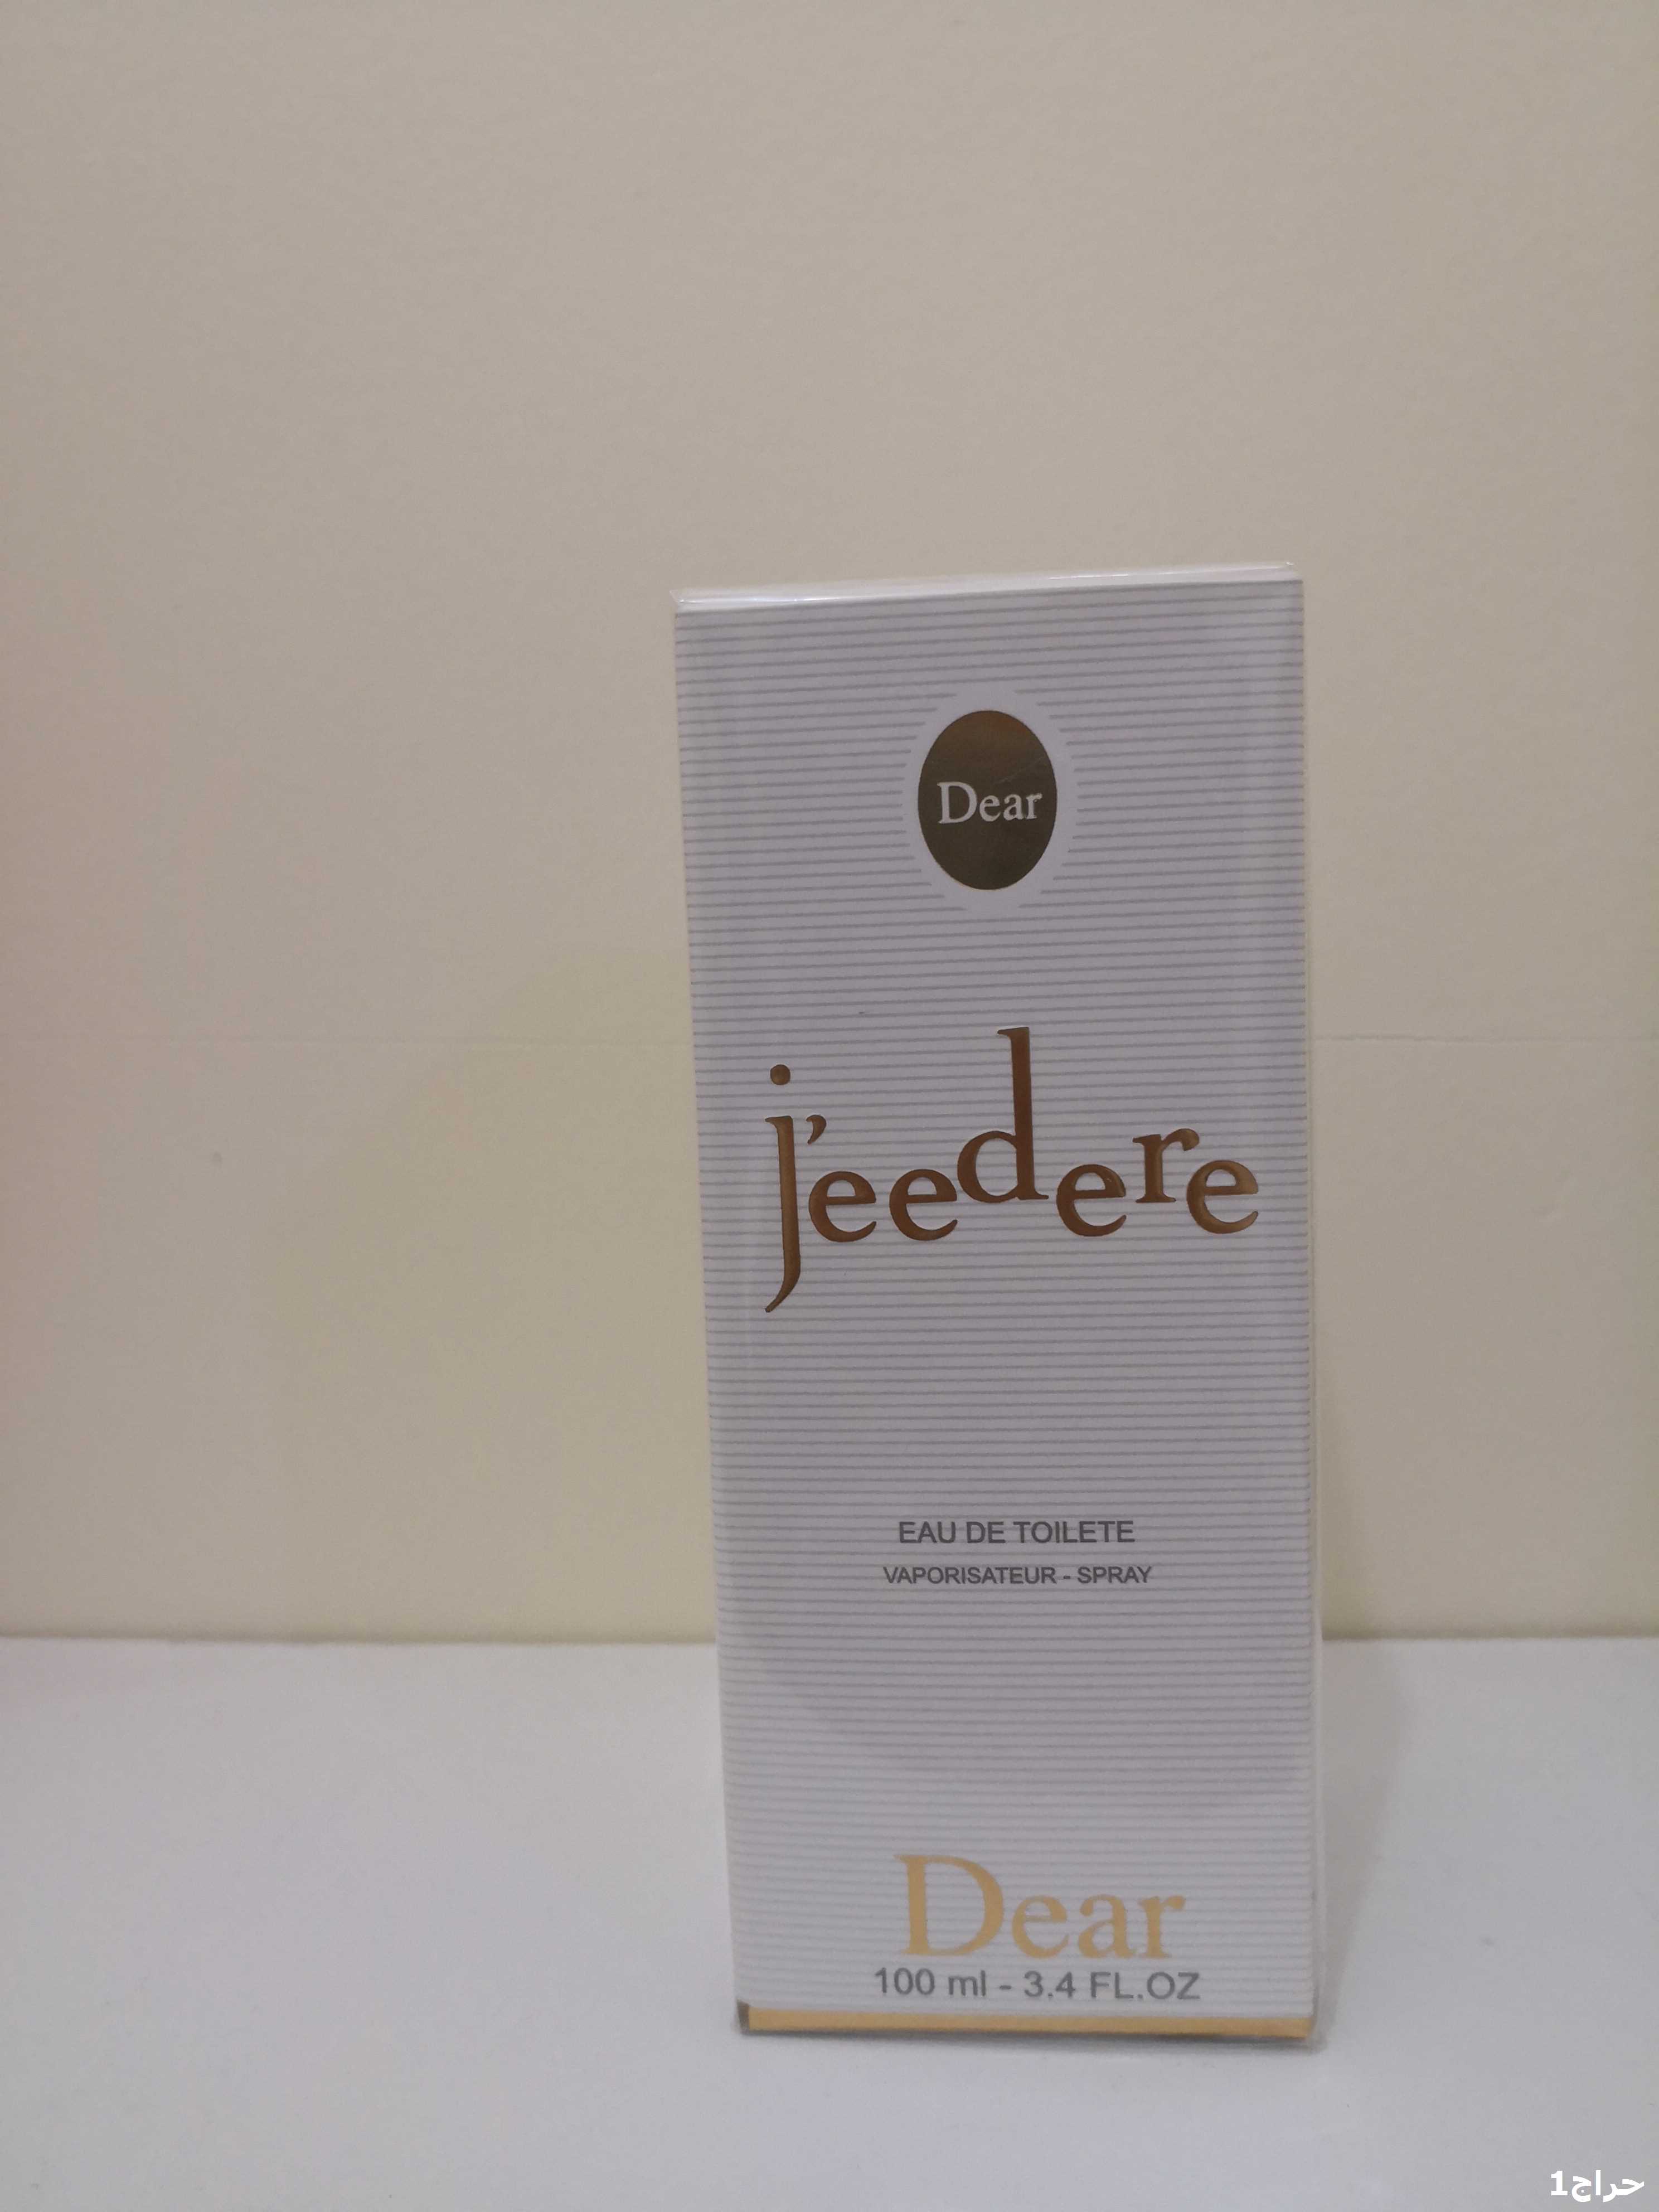 Dear
j'eedere
EAU DE TOILETE
VAPORISATEUR - SPRAY
Dear
100 ml - 3.4 FL.OZ
حراج1